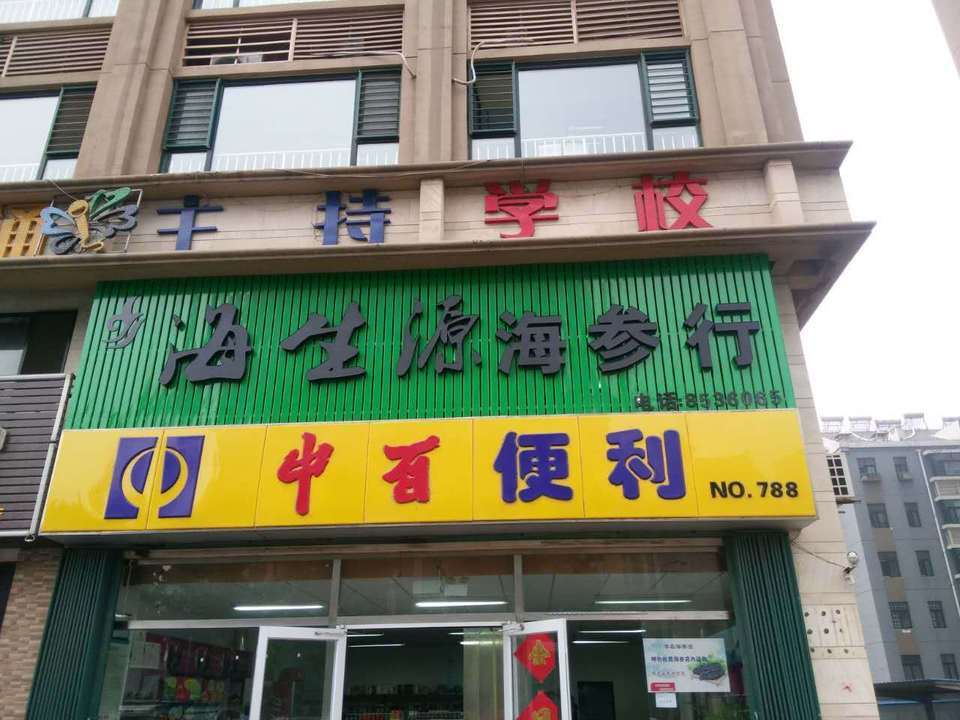 主持学校
海生源海参行
电话:8536065
中百便利 NO.788